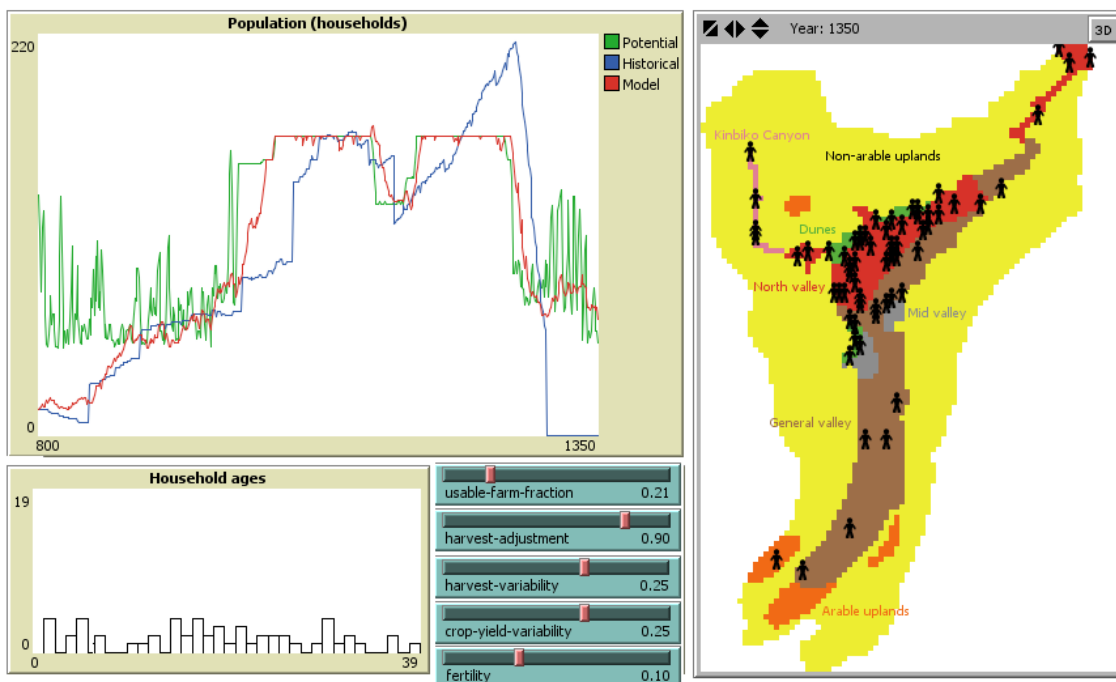 Population (households)
220
0
800
1350
Potential
Historical
Model
Household ages
19
0
0
39
usable-farm-fraction 0.21
harvest-adjustment 0.90
harvest-variability 0.25
crop-yield-variability 0.25
fertility 0.10
Year: 1350
3D
Kinbiko Canyon
Non-arable uplands
Dunes
North valley
Mid valley
General valley
Arable uplands